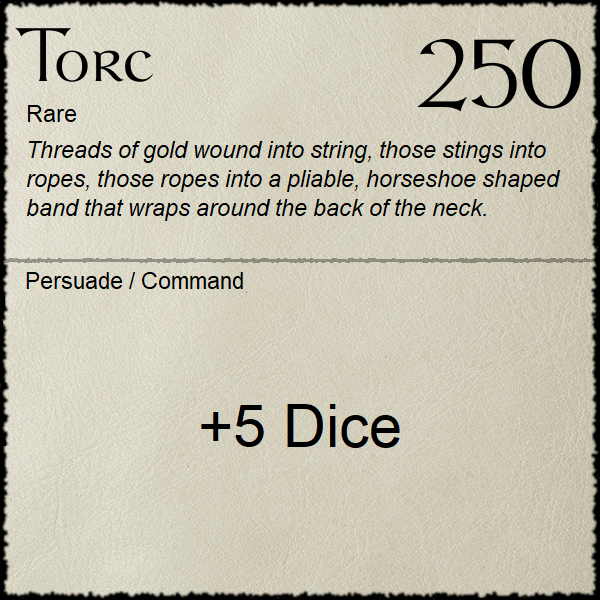 Torc
250
Rare
Threads of gold wound into string, those stings into
ropes, those ropes into a pliable, horseshoe shaped
band that wraps around the back of the neck.
Persuade / Command
+5 Dice